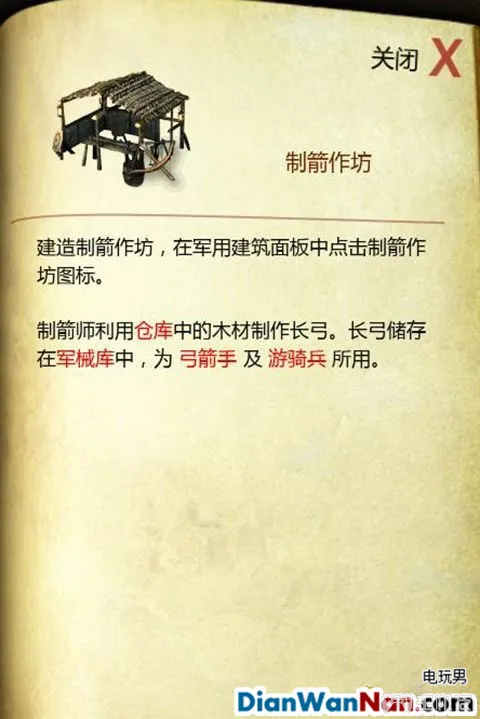 关闭 X
制箭作坊
建造制箭作坊，在军用建筑面板中点击制箭作
坊图标。
制箭师利用仓库中的木材制作长弓。长弓储存
在军械库中，为 弓箭手 及 游骑兵 所用。
电玩男
DianWanNan.com